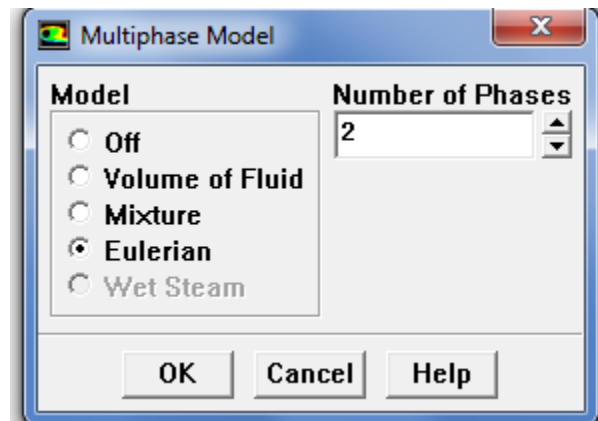 Multiphase Model
Model
Off
Volume of Fluid
Mixture
Eulerian
Wet Steam
Number of Phases
2
OK Cancel Help